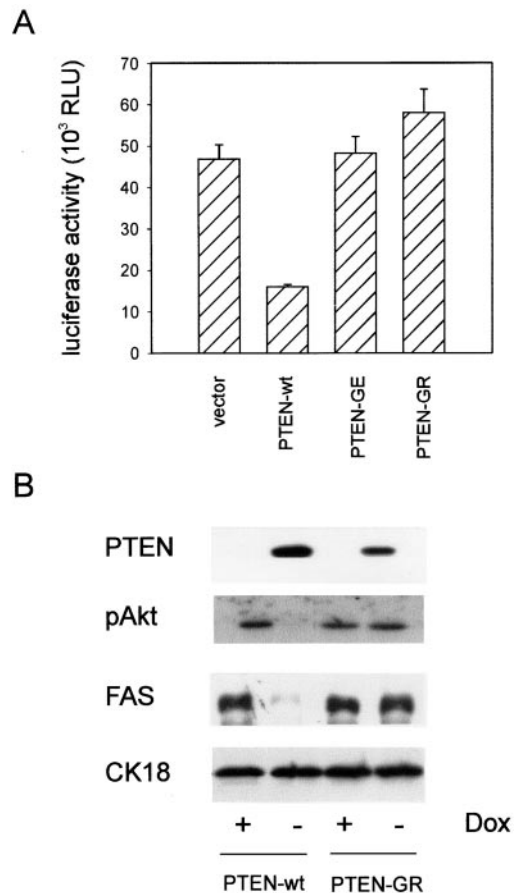 A
luciferase activity (10³ RLU)
70
60
50
40
30
20
10
0
vector
PTEN-wt
PTEN-GE
PTEN-GR
B
PTEN
pAkt
FAS
CK18
+ - + - Dox
PTEN-wt PTEN-GR